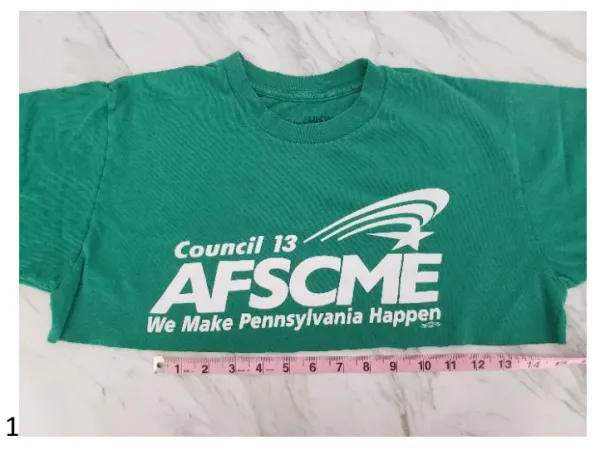 Council 13
AFSCME
We Make Pennsylvania Happen
1 2 3 4 5 6 7 8 9 10 11 12 13 14
1